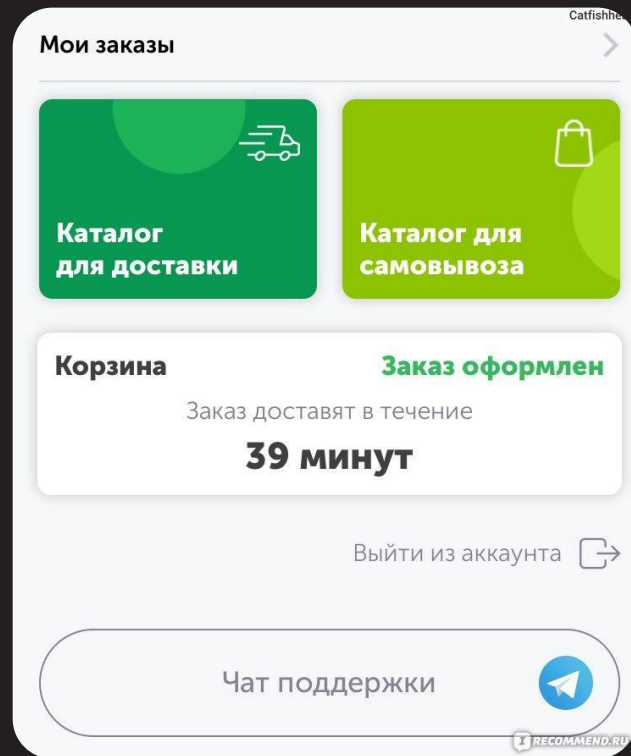 Catfishhe
Мои заказы
Каталог
для доставки
Каталог для
самовывоза
Корзина
Заказ оформлен
Заказ доставят в течение
39 минут
Выйти из аккаунта
Чат поддержки
I RECOMMEND.RU